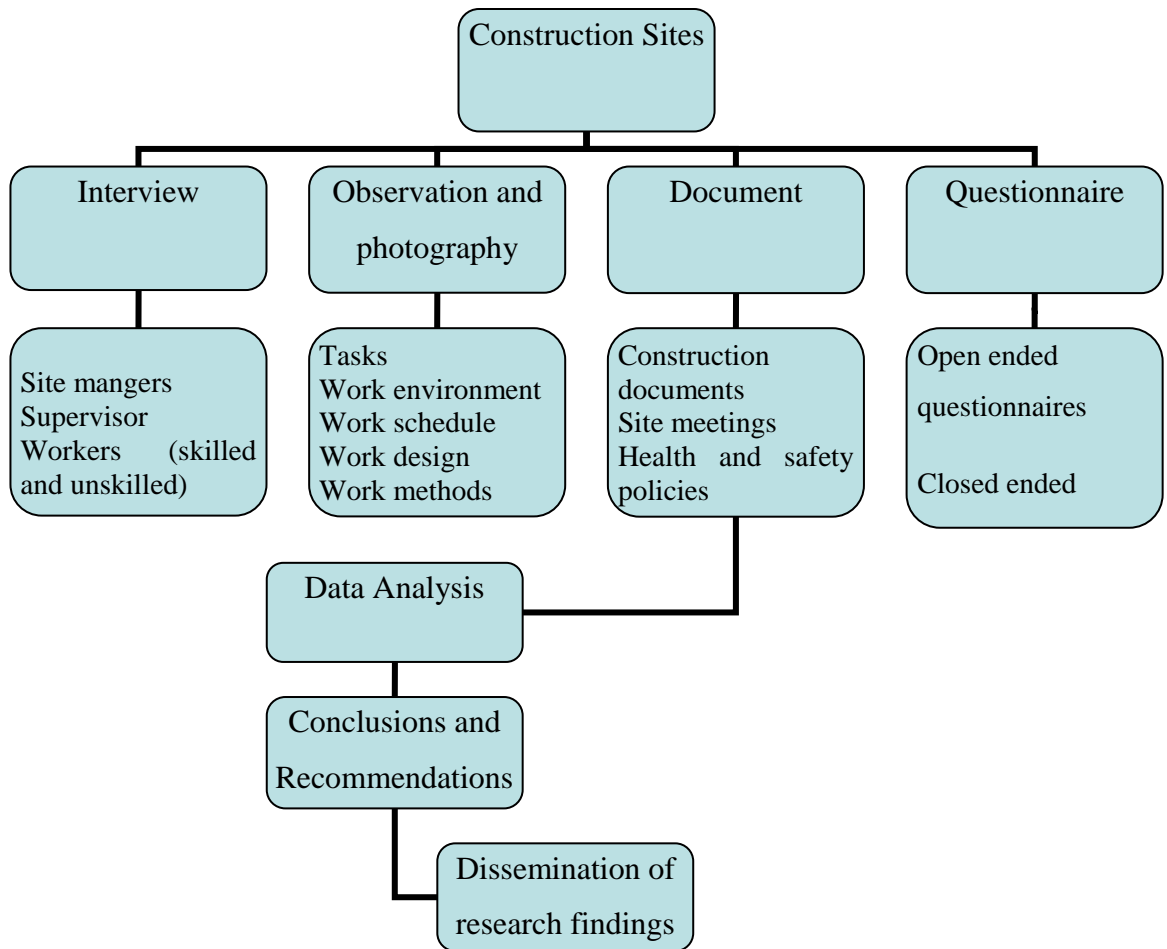 Construction Sites
Interview
Observation and
photography
Document
Questionnaire
Site mangers
Supervisor
Workers (skilled
and unskilled)
Tasks
Work environment
Work schedule
Work design
Work methods
Construction
documents
Site meetings
Health and safety
policies
Open ended
questionnaires
Closed ended
Data Analysis
Conclusions and
Recommendations
Dissemination of
research findings